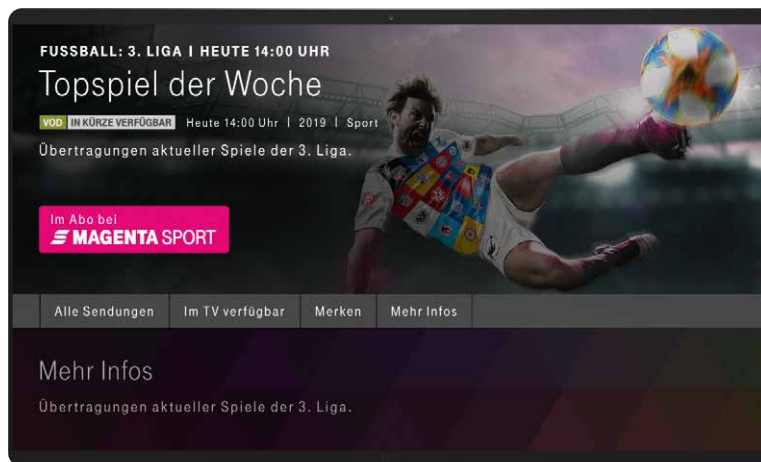 FUSSBALL: 3. LIGA I HEUTE 14:00 UHR
Topspiel der Woche
VOD IN KÜRZE VERFÜGBAR Heute 14:00 Uhr | 2019 | Sport
Übertragungen aktueller Spiele der 3. Liga.
Im Abo bei
MAGENTA SPORT
Alle Sendungen Im TV verfügbar Merken Mehr Infos
Mehr Infos
Übertragungen aktueller Spiele der 3. Liga.